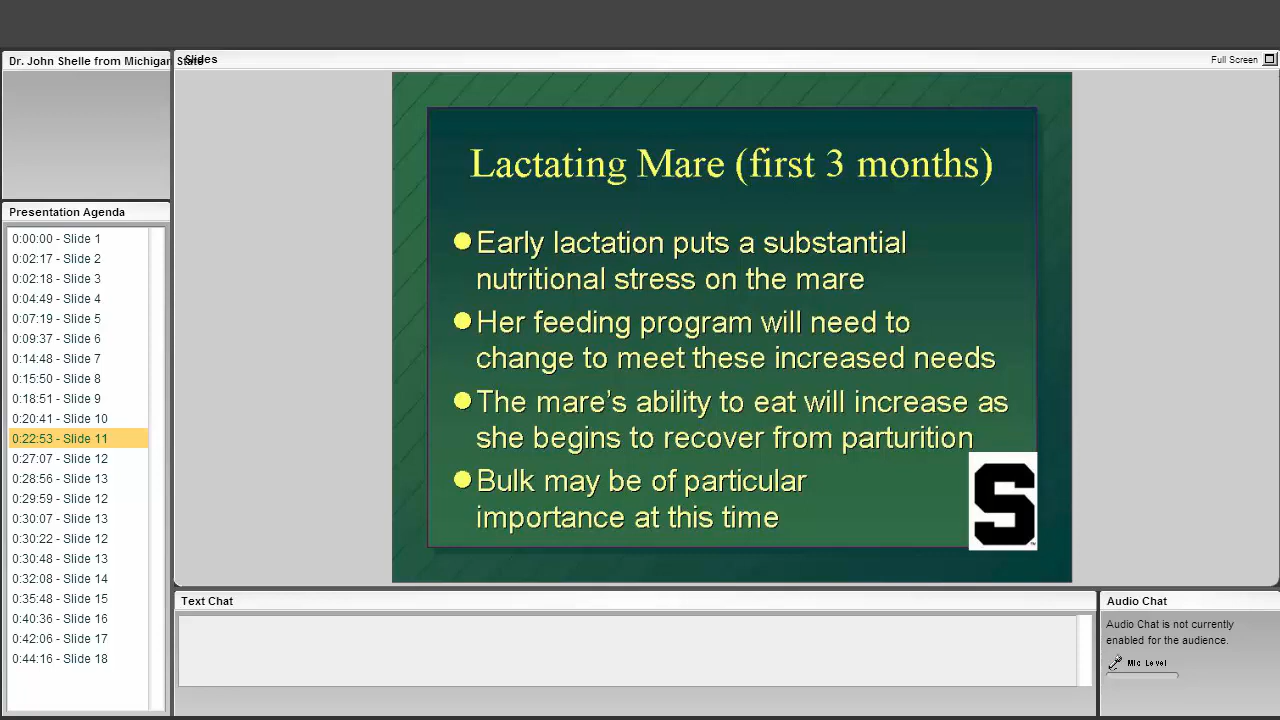 Dr. John Shelle from Michigan State
Slides
Full Screen
Presentation Agenda
0:00:00 - Slide 1
0:02:17 - Slide 2
0:02:18 - Slide 3
0:04:49 - Slide 4
0:07:19 - Slide 5
0:09:37 - Slide 6
0:14:48 - Slide 7
0:15:50 - Slide 8
0:18:51 - Slide 9
0:20:41 - Slide 10
0:22:53 - Slide 11
0:27:07 - Slide 12
0:28:56 - Slide 13
0:29:59 - Slide 12
0:30:07 - Slide 13
0:30:22 - Slide 12
0:30:48 - Slide 13
0:32:08 - Slide 14
0:35:48 - Slide 15
0:40:36 - Slide 16
0:42:06 - Slide 17
0:44:16 - Slide 18
Lactating Mare (first 3 months)
Early lactation puts a substantial
nutritional stress on the mare
Her feeding program will need to
change to meet these increased needs
The mare’s ability to eat will increase as
she begins to recover from parturition
Bulk may be of particular
importance at this time
S
Text Chat
Audio Chat
Audio Chat is not currently
enabled for the audience.
Mic Level